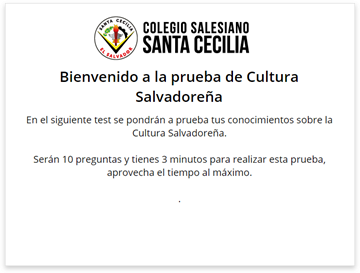 SANTA CECILIA
EL SALVADOR
COLEGIO SALESIANO
SANTA CECILIA
Bienvenido a la prueba de Cultura
Salvadoreña
En el siguiente test se pondrán a prueba tus conocimientos sobre la
Cultura Salvadoreña.
Serán 10 preguntas y tienes 3 minutos para realizar esta prueba,
aprovecha el tiempo al máximo.
.